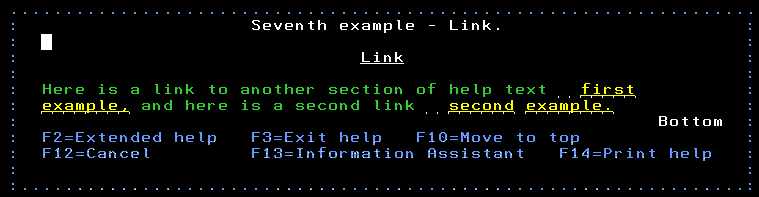 Seventh example - Link.
Link
Here is a link to another section of help text first
example, and here is a second link second example.
Bottom
F2=Extended help F3=Exit help F10=Move to top
F12=Cancel F13=Information Assistant F14=Print help